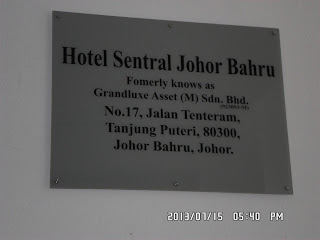 Hotel Sentral Johor Bahru
Fomerly knows as
Grandluxe Asset (M) Sdn. Bhd.
No.17, Jalan Tenteram,
Tanjung Puteri, 80300,
Johor Bahru, Johor.
2013/07/15 05:40 PM